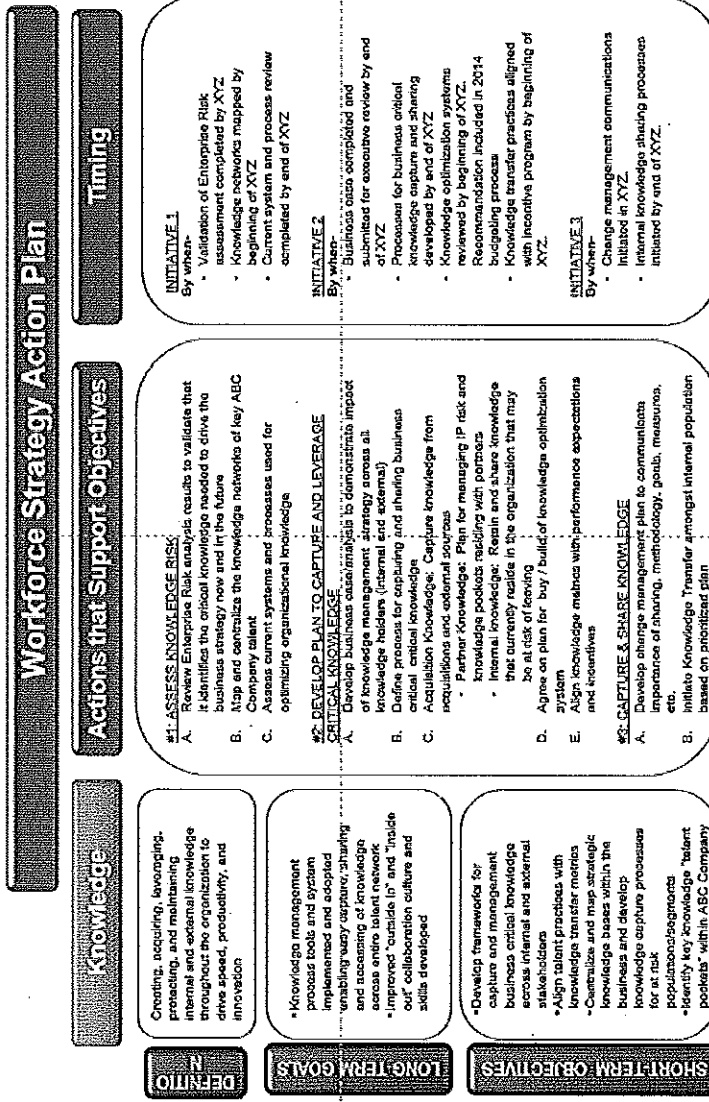 Workforce Strategy Action Plan
Knowledge
Actions that Support Objectives
Timing
DEFINITIO
N
Creating, acquiring, leveraging,
protecting, and maintaining
internal and external knowledge
throughout the organization to
drive speed, productivity, and
innovation
LONG-TERM GOALS
•Knowledge management
process tools and system
implemented and adopted
enabling easy capture, sharing
and accessing of knowledge
across entire talent network
•Improved "outside in" and "inside
out" collaboration culture and
skills developed
SHORT-TERM OBJECTIVES
•Develop frameworks for
capture and management
business critical knowledge
across internal and external
stakeholders
•Align talent practices with
knowledge transfer metrics
•Centralize and map strategic
knowledge bases within the
business and develop
knowledge capture processes
for at risk
populations/segments
•Identify key knowledge "talent
pockets" within ABC Company
#1: ASSESS KNOWLEDGE RISK
A. Review Enterprise Risk analysis results to validate that
it identifies the critical knowledge needed to drive the
business strategy now and in the future
B. Map and centralize the knowledge networks of key ABC
Company talent
C. Assess current systems and processes used for
optimizing organizational knowledge
#2: DEVELOP PLAN TO CAPTURE AND LEVERAGE
CRITICAL KNOWLEDGE
A. Develop business case/analysis to demonstrate impact
of knowledge management strategy across all
knowledge holders (internal and external)
B. Define process for capturing and sharing business
critical critical knowledge
C. Acquisition Knowledge: Capture knowledge from
acquisitions and external sources
• Partner Knowledge: Plan for managing IP risk and
knowledge pockets residing with partners
• Internal knowledge: Retain and share knowledge
that currently reside in the organization that may
be at risk of leaving
D. Agree on plan for buy / build of knowledge optimization
system
E. Align knowledge metrics with performance expectations
and incentives
#3: CAPTURE & SHARE KNOWLEDGE
A. Develop change management plan to communicate
importance of sharing, methodology, goals, measures,
etc.
B. Initiate Knowledge Transfer amongst internal population
based on prioritized plan
INITIATIVE 1
By when-
• Validation of Enterprise Risk
assessment completed by XYZ
• Knowledge networks mapped by
beginning of XYZ
• Current system and process review
completed by end of XYZ
INITIATIVE 2
By when-
• Business case completed and
submitted for executive review by end
of XYZ
• Processes for business critical
knowledge capture and sharing
developed by end of XYZ
• Knowledge optimization systems
reviewed by beginning of XYZ.
Recommendation included in 2014
budgeting process
• Knowledge transfer practices aligned
with incentive program by beginning of
XYZ.
INITIATIVE 3
By when-
• Change management communications
initiated in XYZ.
• Internal knowledge sharing processes
initiated by end of XYZ.